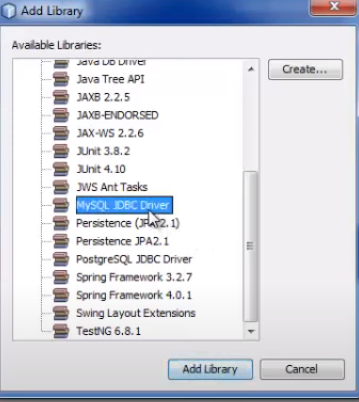 Add Library
Available Libraries:
Java DB Driver
Java Tree API
Create...
JAXB 2.2.5
JAXB-ENDORSED
JAX-WS 2.2.6
JUnit 3.8.2
JUnit 4.10
JWS Ant Tasks
MySQL JDBC Driver
Persistence (JPA2.1)
Persistence JPA2.1
PostgreSQL JDBC Driver
Spring Framework 3.2.7
Spring Framework 4.0.1
Swing Layout Extensions
TestNG 6.8.1
Add Library
Cancel